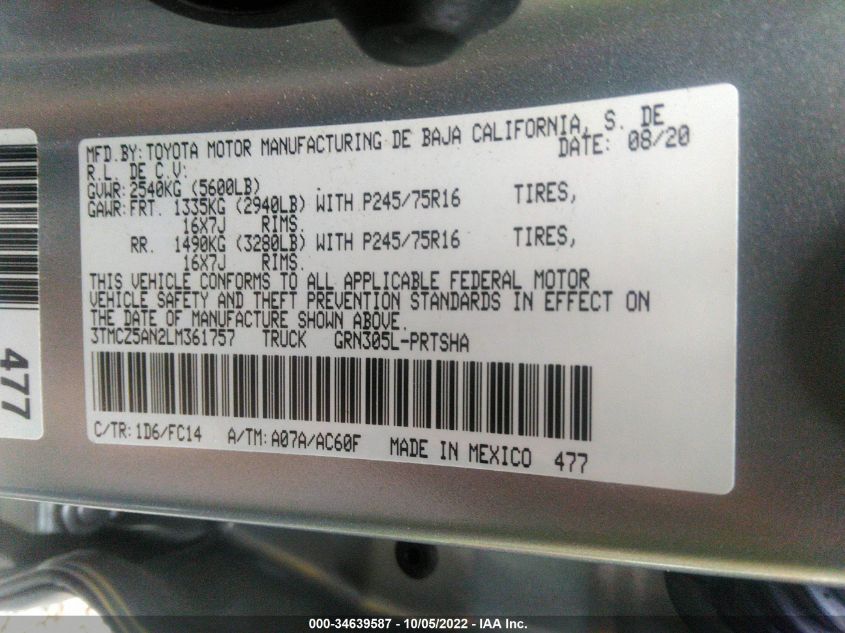 MFD.BY: TOYOTA MOTOR MANUFACTURING DE BAJA CALIFORNIA, S. DE
R.L. DE C.V. DATE: 08/20
GVWR: 2540KG (5600LB)
GAWR: FRT. 1335KG (2940LB) WITH P245/75R16 TIRES,
16X7J RIMS.
RR. 1490KG (3280LB) WITH P245/75R16 TIRES,
16X7J RIMS.
THIS VEHICLE CONFORMS TO ALL APPLICABLE FEDERAL MOTOR
VEHICLE SAFETY AND THEFT PREVENTION STANDARDS IN EFFECT ON
THE DATE OF MANUFACTURE SHOWN ABOVE.
3TMCZ5AN2LM361757 TRUCK GRN305L-PRTSHA
C/TR: 1D6/FC14 A/TM: A07A/AC60F MADE IN MEXICO 477
477
000-34639587 - 10/05/2022 - IAA Inc.